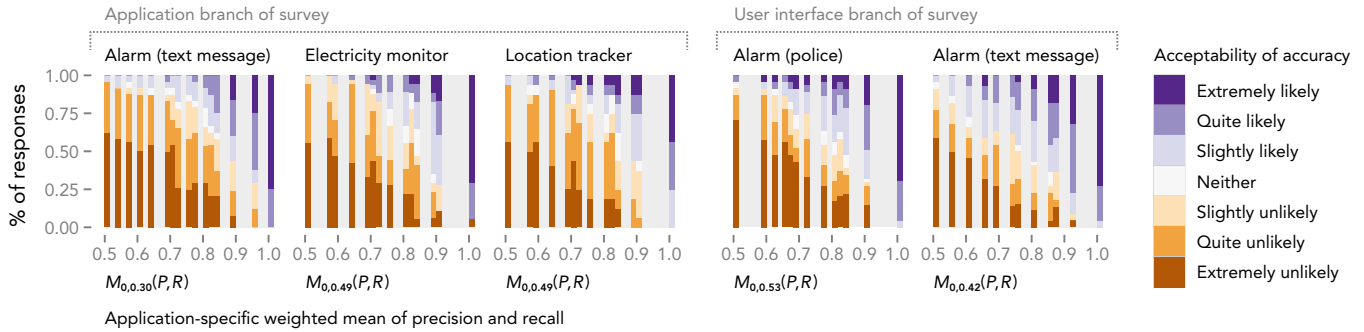 Application branch of survey
User interface branch of survey
Alarm (text message)
Electricity monitor
Location tracker
Alarm (police)
Alarm (text message)
Acceptability of accuracy
% of responses
1.00
0.75
0.50
0.25
0.00
Extremely likely
Quite likely
Slightly likely
Neither
Slightly unlikely
Quite unlikely
Extremely unlikely
0.5 0.6 0.7 0.8 0.9 1.0
0.5 0.6 0.7 0.8 0.9 1.0
0.5 0.6 0.7 0.8 0.9 1.0
0.5 0.6 0.7 0.8 0.9 1.0
0.5 0.6 0.7 0.8 0.9 1.0
M0,0.30(P,R)
M0,0.49(P,R)
M0,0.49(P,R)
M0,0.53(P,R)
M0,0.42(P,R)
Application-specific weighted mean of precision and recall